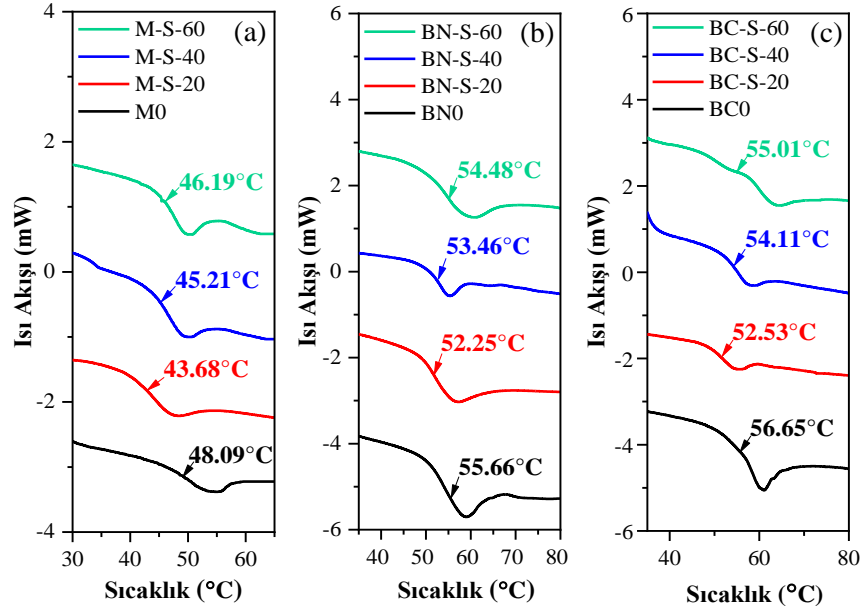 4
2
0
-2
-4
Isı Akışı (mW)
M-S-60
M-S-40
M-S-20
M0
(a)
46.19°C
45.21°C
43.68°C
48.09°C
30
40
50
60
Sıcaklık (°C)
6
4
2
0
-2
-4
-6
Isı Akışı (mW)
BN-S-60
BN-S-40
BN-S-20
BN0
(b)
54.48°C
53.46°C
52.25°C
55.66°C
40
50
60
70
80
Sıcaklık (°C)
6
4
2
0
-2
-4
-6
Isı Akışı (mW)
BC-S-60
BC-S-40
BC-S-20
BC0
(c)
55.01°C
54.11°C
52.53°C
56.65°C
40
60
80
Sıcaklık (°C)